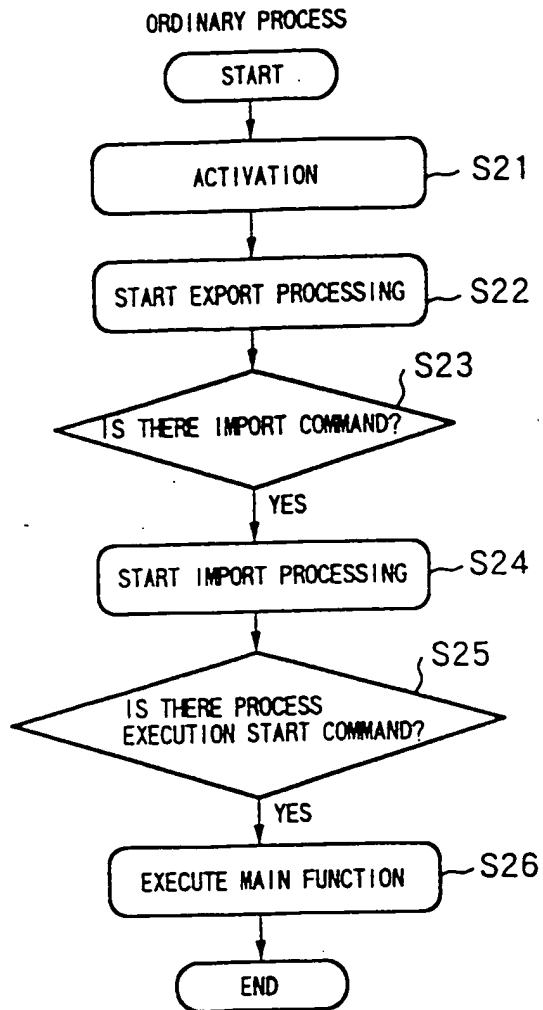 ORDINARY PROCESS
START
ACTIVATION
S21
START EXPORT PROCESSING
S22
S23
IS THERE IMPORT COMMAND?
YES
START IMPORT PROCESSING
S24
S25
IS THERE PROCESS
EXECUTION START COMMAND?
YES
EXECUTE MAIN FUNCTION
S26
END